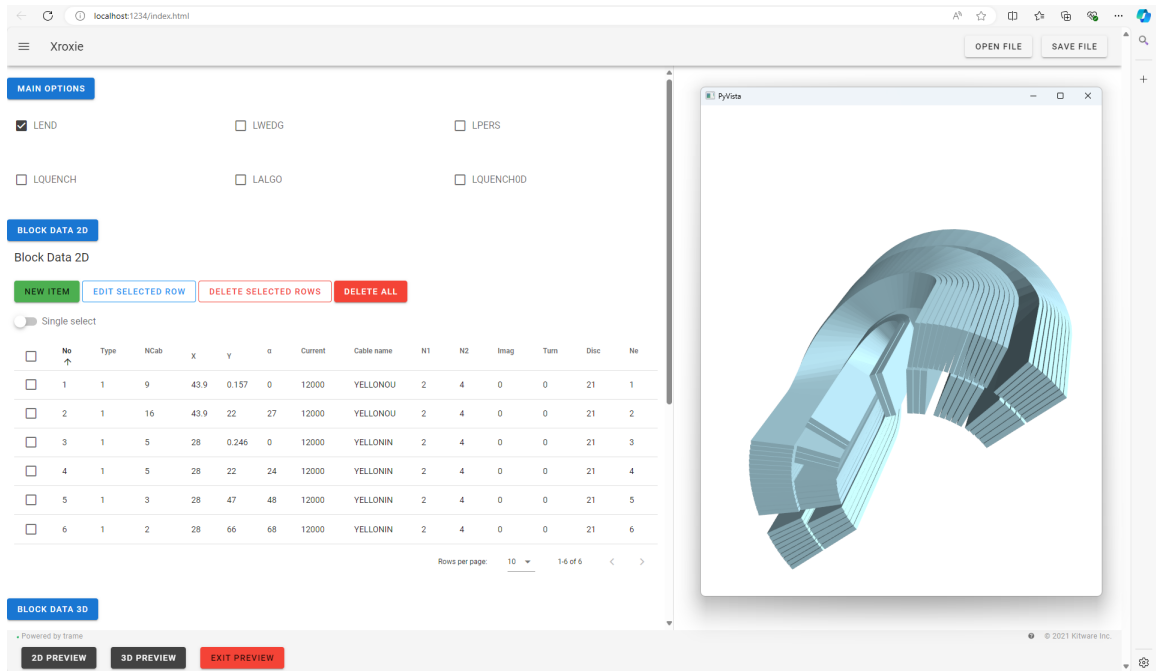 localhost:1234/index.html
Xroxie
OPEN FILE SAVE FILE
MAIN OPTIONS
LEND LWEDG LPERS
LQUENCH LALGO LQUENCH0D
BLOCK DATA 2D
Block Data 2D
NEW ITEM EDIT SELECTED ROW DELETE SELECTED ROWS DELETE ALL
Single select
No Type NCab X Y α Current Cable name N1 N2 Imag Turn Disc Ne
1 1 9 43.9 0.157 0 12000 YELLONOU 2 4 0 0 21 1
2 1 16 43.9 22 27 12000 YELLONOU 2 4 0 0 21 2
3 1 5 28 0.246 0 12000 YELLONIN 2 4 0 0 21 3
4 1 5 28 22 24 12000 YELLONIN 2 4 0 0 21 4
5 1 3 28 47 48 12000 YELLONIN 2 4 0 0 21 5
6 1 2 28 66 68 12000 YELLONIN 2 4 0 0 21 6
Rows per page: 10 1-6 of 6
BLOCK DATA 3D
PyVista
Powered by trame
© 2021 Kitware Inc.
2D PREVIEW 3D PREVIEW EXIT PREVIEW